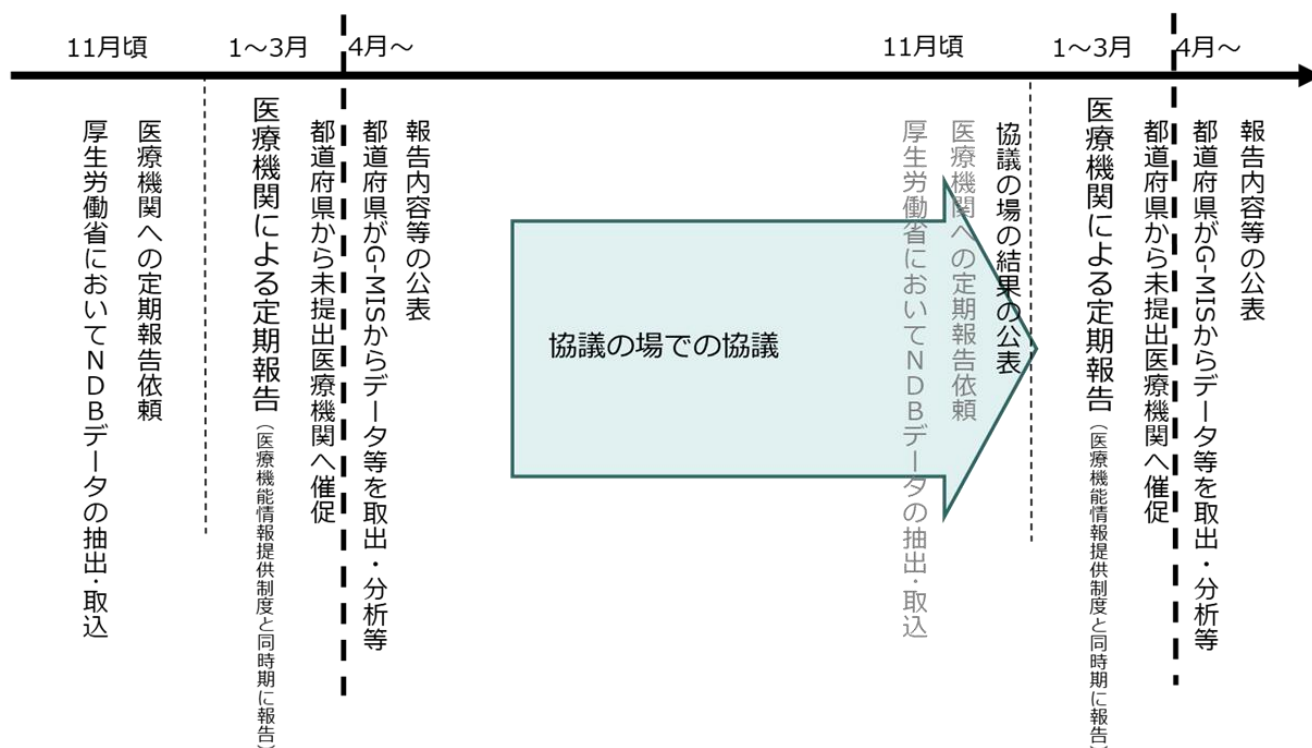 11月頃
1～3月
4月～
11月頃
1～3月
4月～
厚生労働省においてNDBデータの抽出・取込
医療機関への定期報告依頼
医療機関による定期報告（医療機能情報提供制度と同時期に報告）
都道府県から未提出医療機関へ催促
都道府県がG-MISからデータ等を取出・分析等
報告内容等の公表
協議の場での協議
厚生労働省においてNDBデータの抽出・取込
医療機関への定期報告依頼
協議の場の結果の公表
医療機関による定期報告（医療機能情報提供制度と同時期に報告）
都道府県から未提出医療機関へ催促
都道府県がG-MISからデータ等を取出・分析等
報告内容等の公表